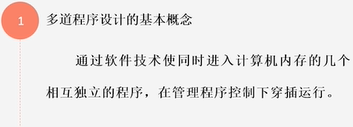 1 多道程序设计的基本概念
通过软件技术使同时进入计算机内存的几个
相互独立的程序，在管理程序控制下穿插运行。